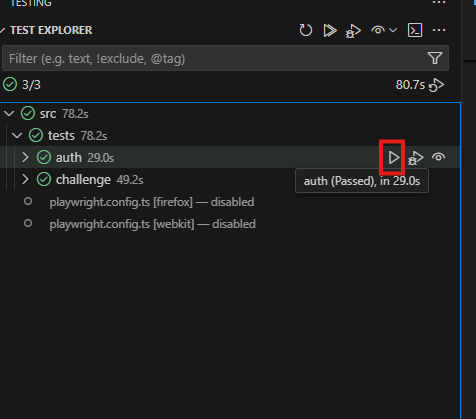 TESTING
TEST EXPLORER
Filter (e.g. text, !exclude, @tag)
3/3 80.7s
src 78.2s
tests 78.2s
auth 29.0s
auth (Passed), in 29.0s
challenge 49.2s
playwright.config.ts [firefox] — disabled
playwright.config.ts [webkit] — disabled